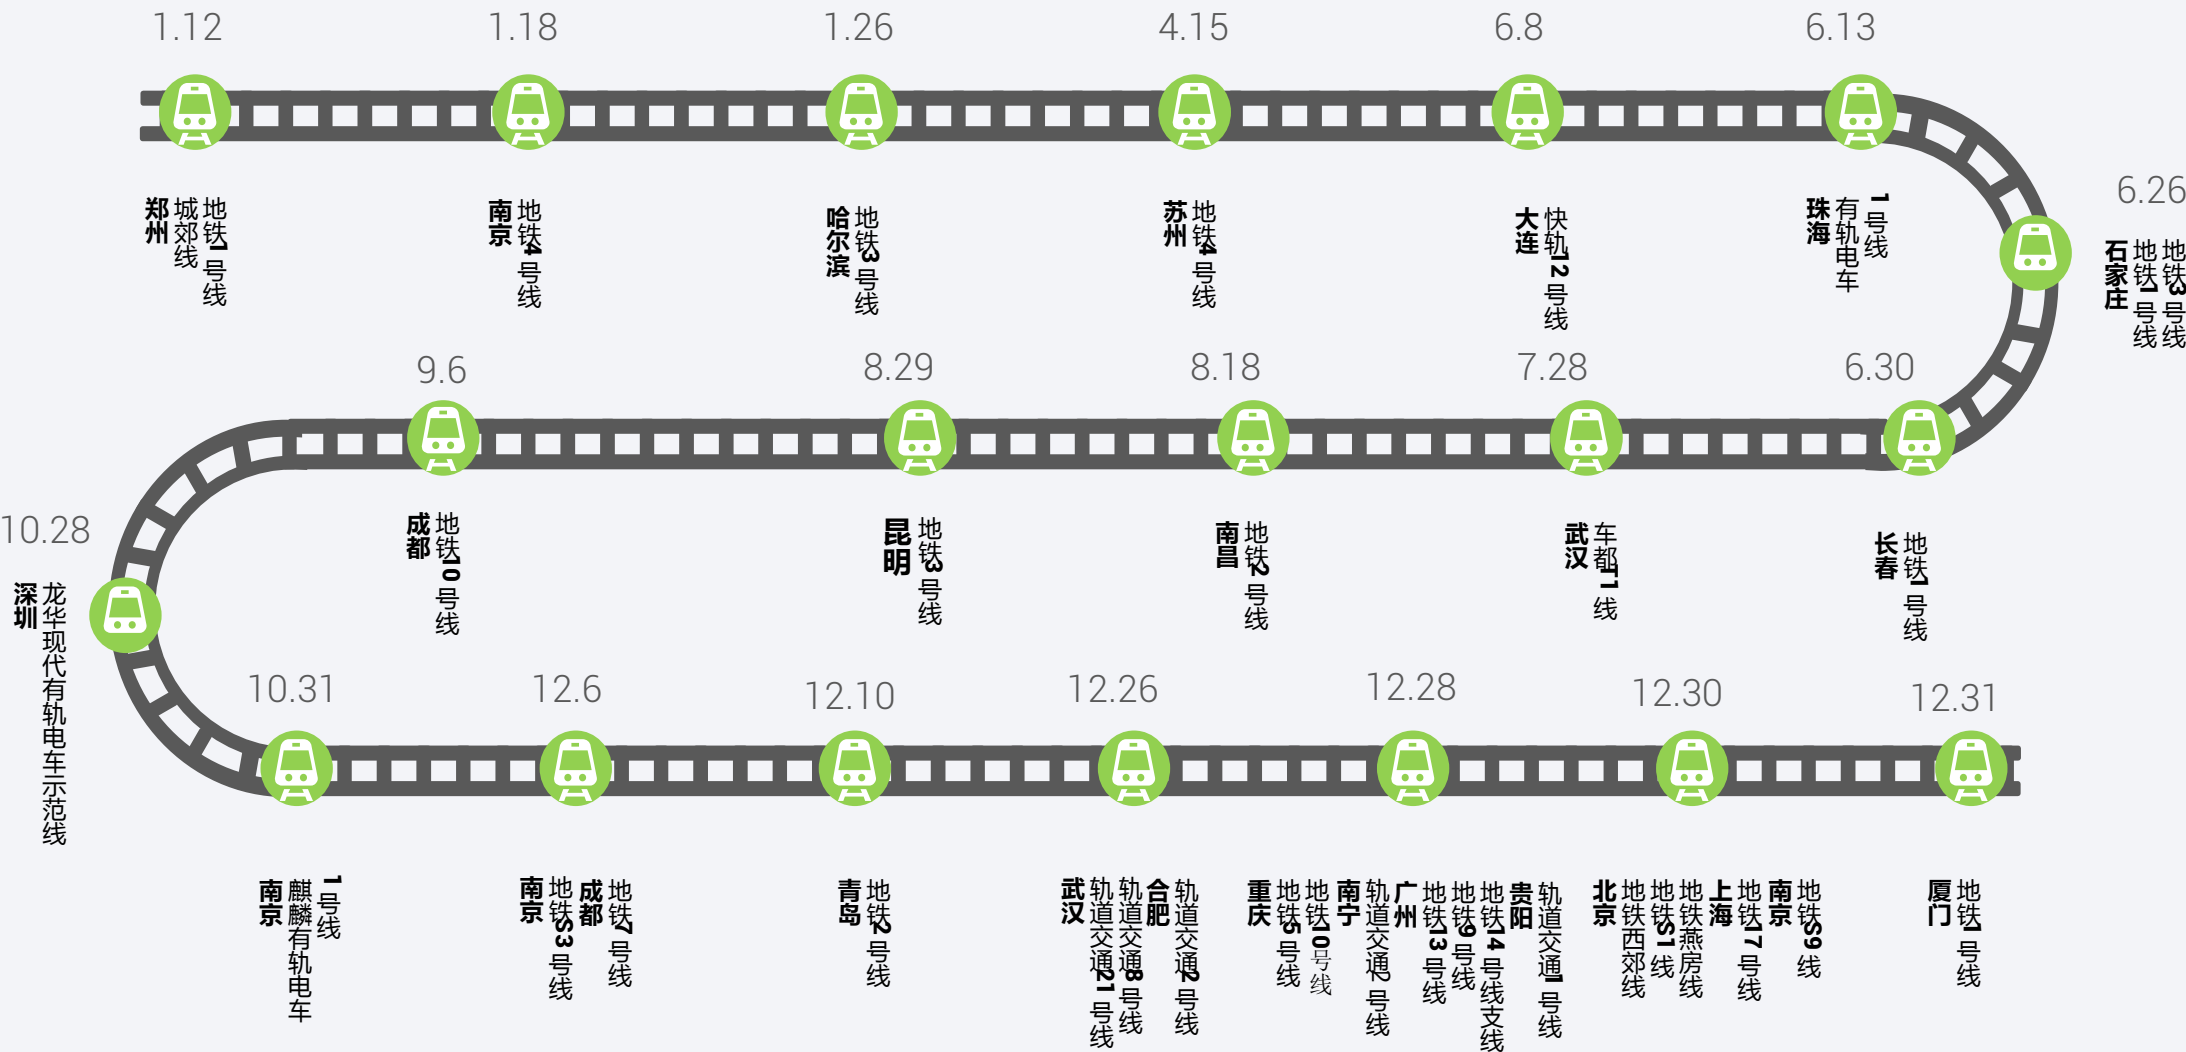 1.12
郑州
城郊线
地铁1号线
1.18
南京
地铁4号线
1.26
哈尔滨
地铁3号线
4.15
苏州
地铁4号线
6.8
大连
快轨12号线
6.13
珠海
有轨电车
1号线
6.26
石家庄
地铁1号线
地铁3号线
6.30
长春
地铁1号线
7.28
武汉
车都T1线
8.18
南昌
地铁2号线
8.29
昆明
地铁3号线
9.6
成都
地铁10号线
10.28
深圳
龙华现代有轨电车示范线
10.31
南京
麒麟有轨电车
1号线
12.6
南京
地铁S3号线
成都
地铁7号线
12.10
青岛
地铁2号线
12.26
武汉
轨道交通21号线
轨道交通8号线
合肥
轨道交通2号线
12.28
重庆
地铁5号线
地铁10号线
南宁
轨道交通2号线
广州
地铁13号线
地铁9号线
地铁14号线支线
贵阳
轨道交通1号线
12.30
北京
地铁西郊线
地铁S1线
地铁燕房线
上海
地铁17号线
南京
地铁S9线
12.31
厦门
地铁1号线